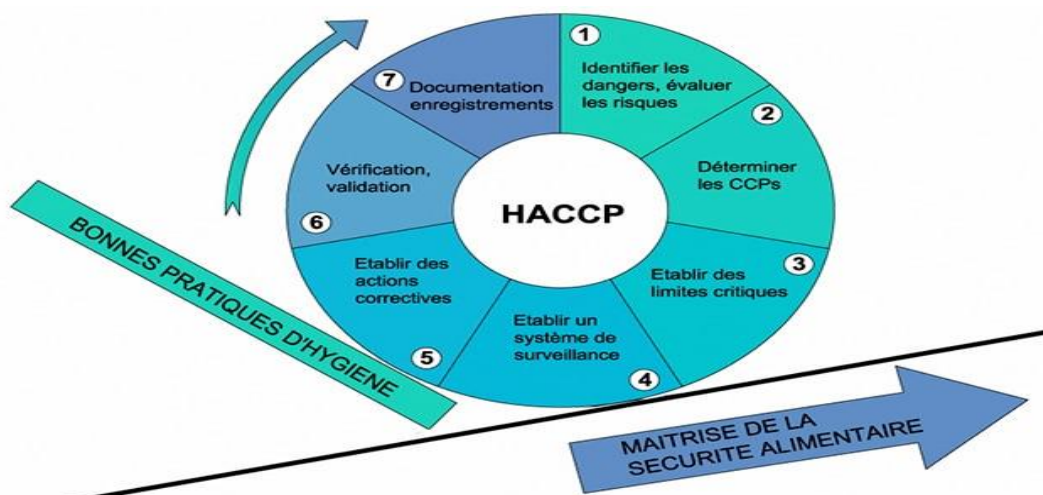 1
Identifier les
dangers, évaluer
les risques
2
Déterminer
les CCPs
3
Etablir des
limites critiques
4
Etablir un
système de
surveillance
5
Etablir des
actions
correctives
6
Vérification,
validation
7
Documentation
enregistrements
HACCP
BONNES PRATIQUES D'HYGIENE
MAITRISE DE LA
SECURITE ALIMENTAIRE